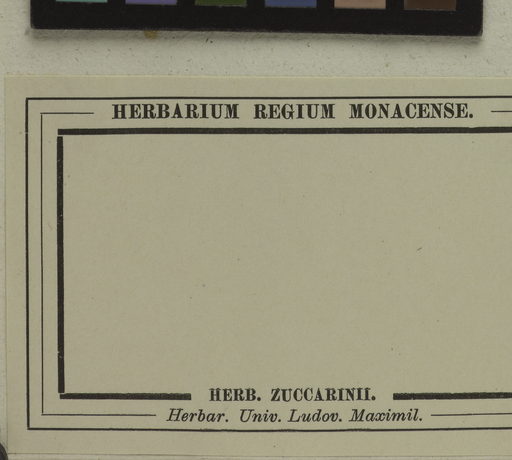 HERBARIUM REGIUM MONACENSE.
HERB. ZUCCARINII.
Herbar. Univ. Ludov. Maximil.